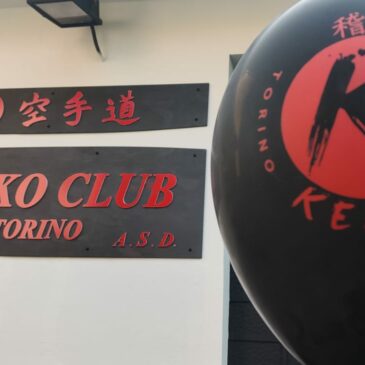 空手道
KO CLUB
TORINO A.S.D.
稽
TORINO
KE